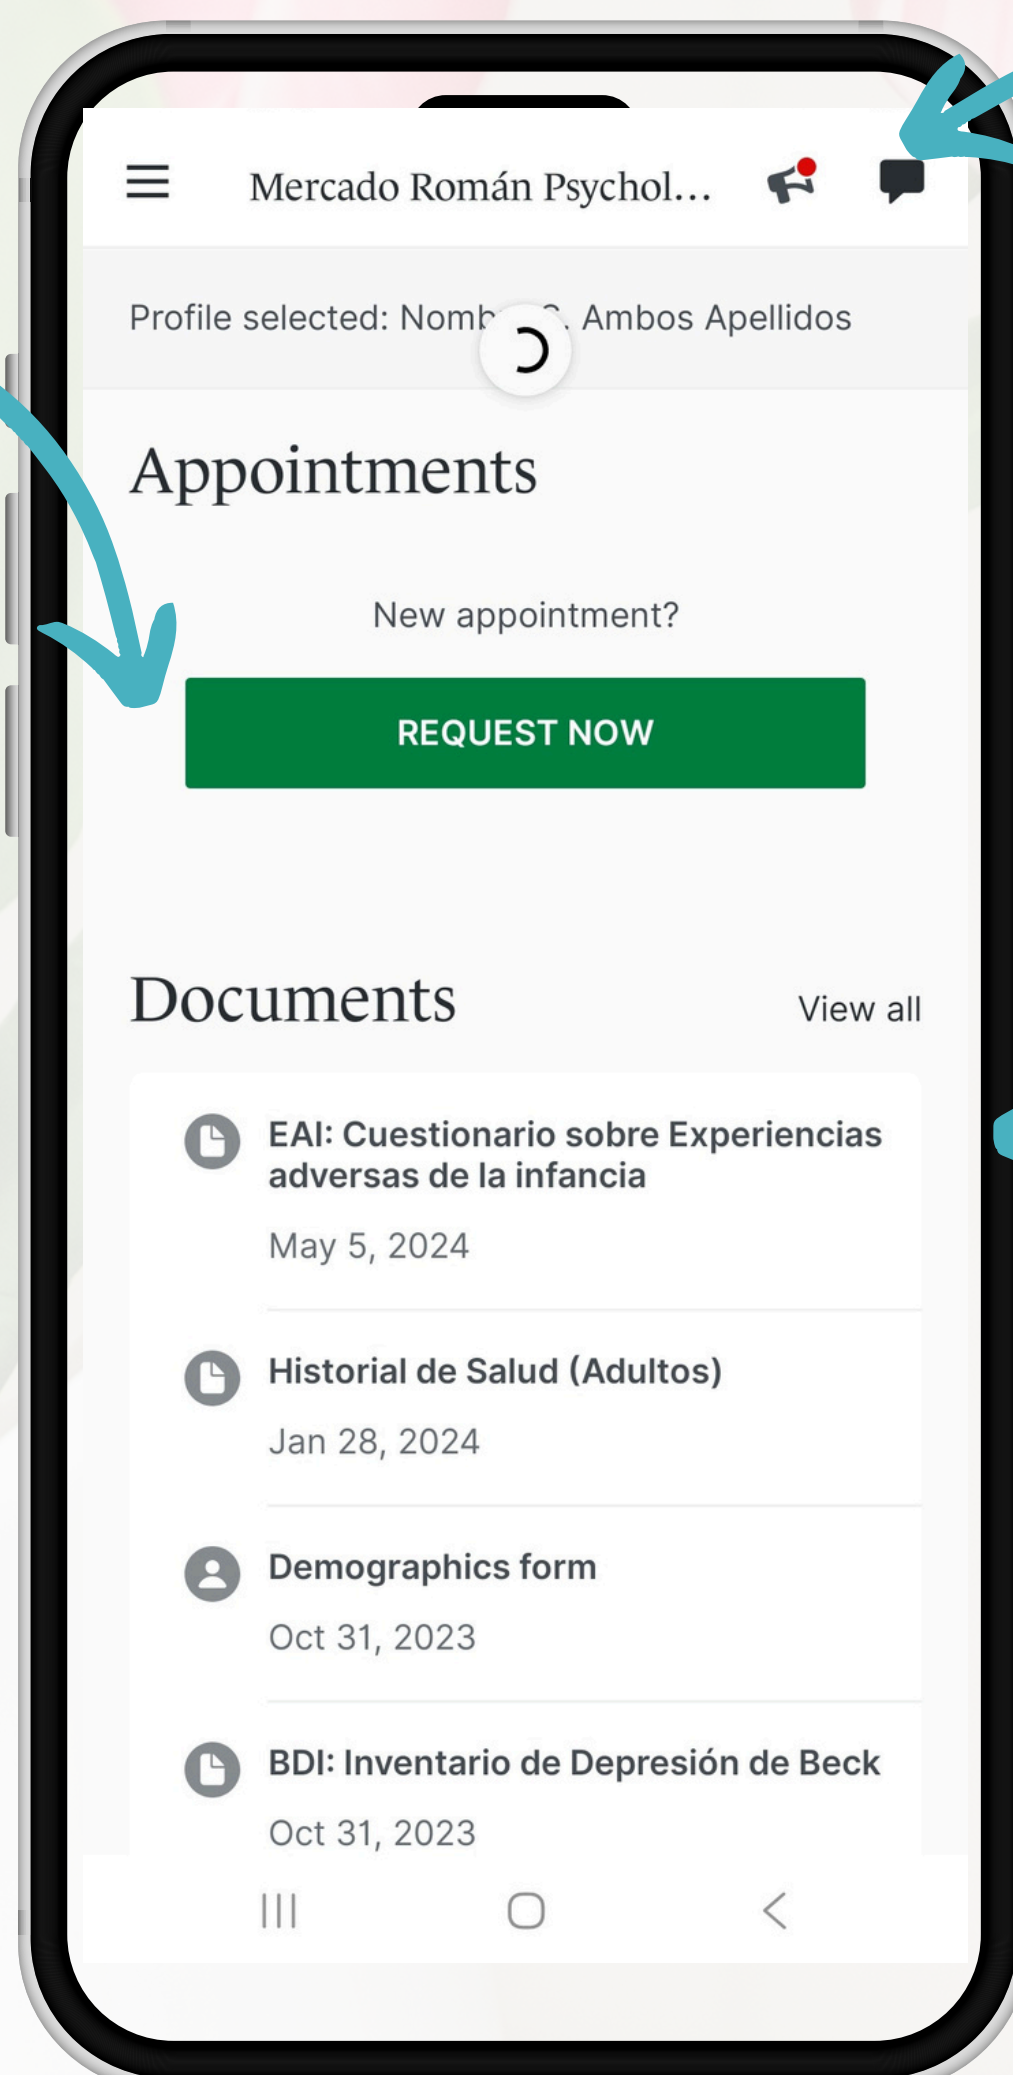 Mercado Román Psychol...
Profile selected: Ambos Apellidos
Appointments
New appointment?
REQUEST NOW
Documents
View all
EAI: Cuestionario sobre Experiencias
adversas de la infancia
May 5, 2024
Historial de Salud (Adultos)
Jan 28, 2024
Demographics form
Oct 31, 2023
BDI: Inventario de Depresión de Beck
Oct 31, 2023